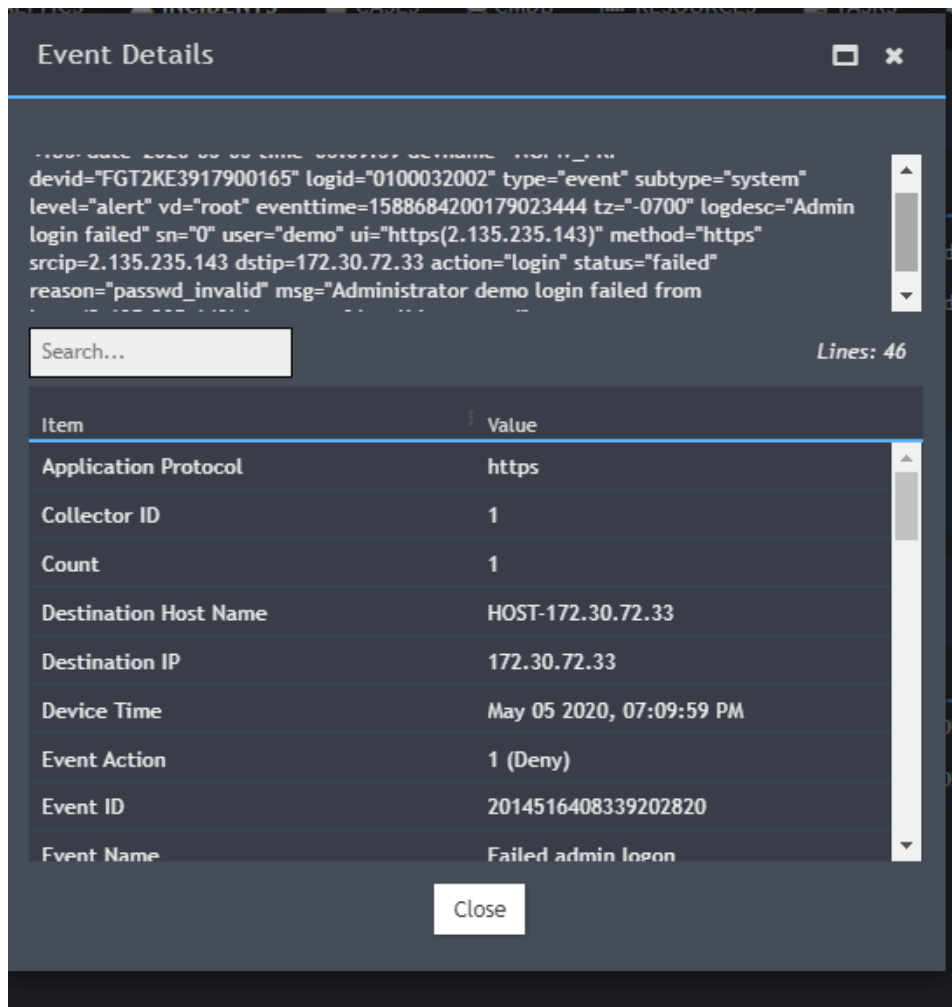 INCIDENTS
CASES
CMDB
RESOURCES
TASKS
Event Details
devid="FGT2KE3917900165" logid="0100032002" type="event" subtype="system"
level="alert" vd="root" eventtime=1588684200179023444 tz="-0700" logdesc="Admin
login failed" sn="0" user="demo" ui="https(2.135.235.143)" method="https"
srcip=2.135.235.143 dstip=172.30.72.33 action="login" status="failed"
reason="passwd_invalid" msg="Administrator demo login failed from
Search...
Lines: 46
Item Value
Application Protocol https
Collector ID 1
Count 1
Destination Host Name HOST-172.30.72.33
Destination IP 172.30.72.33
Device Time May 05 2020, 07:09:59 PM
Event Action 1 (Deny)
Event ID 2014516408339202820
Event Name Failed admin logon
Close